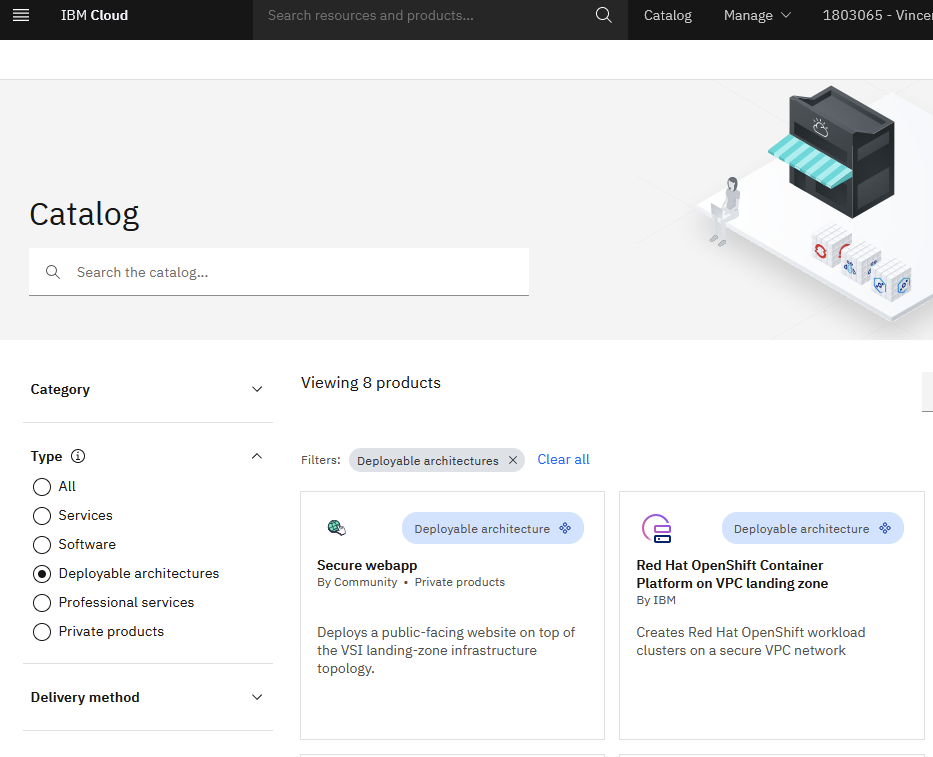 IBM Cloud
Search resources and products...
Catalog
Manage
1803065 - Vincen
Catalog
Search the catalog...
Category
Type
All
Services
Software
Deployable architectures
Professional services
Private products
Delivery method
Viewing 8 products
Filters:
Deployable architectures
Clear all
Deployable architecture
Secure webapp
By Community • Private products
Deploys a public-facing website on top of
the VSI landing-zone infrastructure
topology.
Deployable architecture
Red Hat OpenShift Container
Platform on VPC landing zone
By IBM
Creates Red Hat OpenShift workload
clusters on a secure VPC network